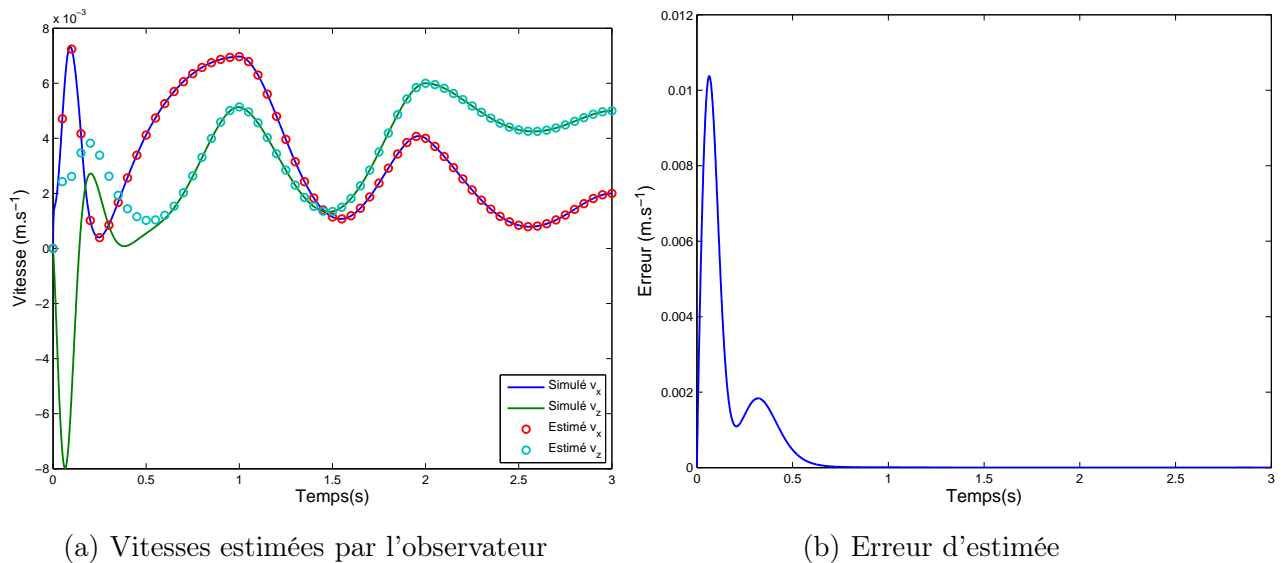 x 10⁻³
8
6
4
2
0
−2
−4
−6
−8
Vitesse (m.s⁻¹)
0 0.5 1 1.5 2 2.5 3
Temps(s)
Simulé vₓ
Simulé v_z
Estimé vₓ
Estimé v_z
(a) Vitesses estimées par l'observateur
0.012
0.01
0.008
0.006
0.004
0.002
0
Erreur (m.s⁻¹)
0 0.5 1 1.5 2 2.5 3
Temps(s)
(b) Erreur d'estimée